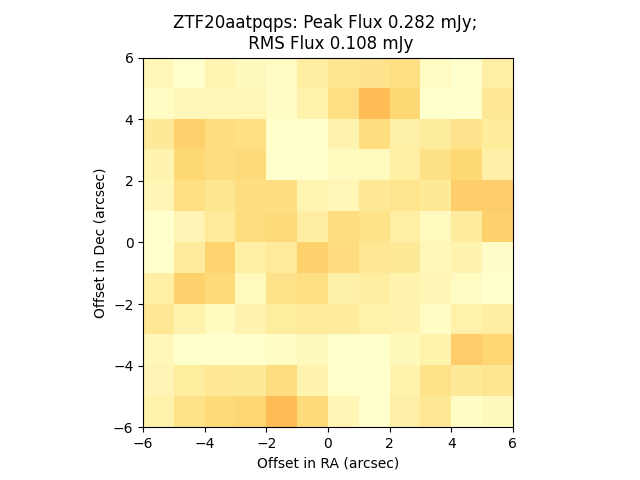 ZTF20aatpqps: Peak Flux 0.282 mJy;
RMS Flux 0.108 mJy
6
4
2
0
−2
−4
−6
Offset in Dec (arcsec)
−6 −4 −2 0 2 4 6
Offset in RA (arcsec)